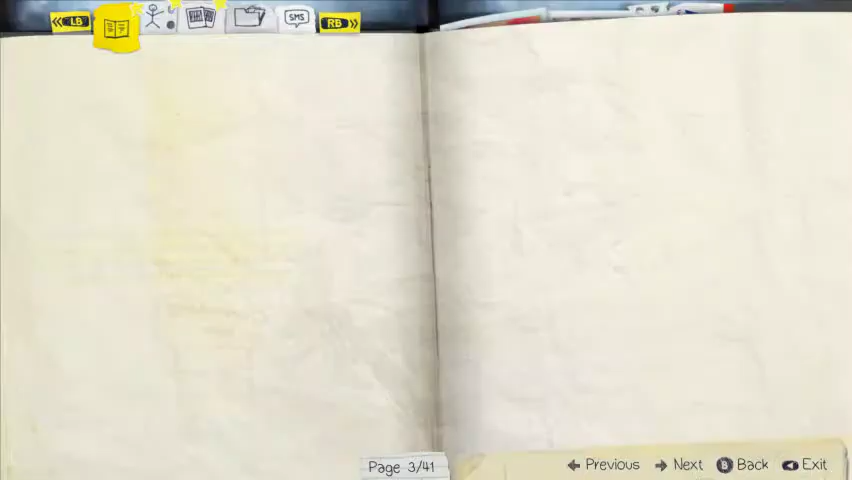 LB
SMS
RB
Page 3/41
Previous
Next
B Back
Exit